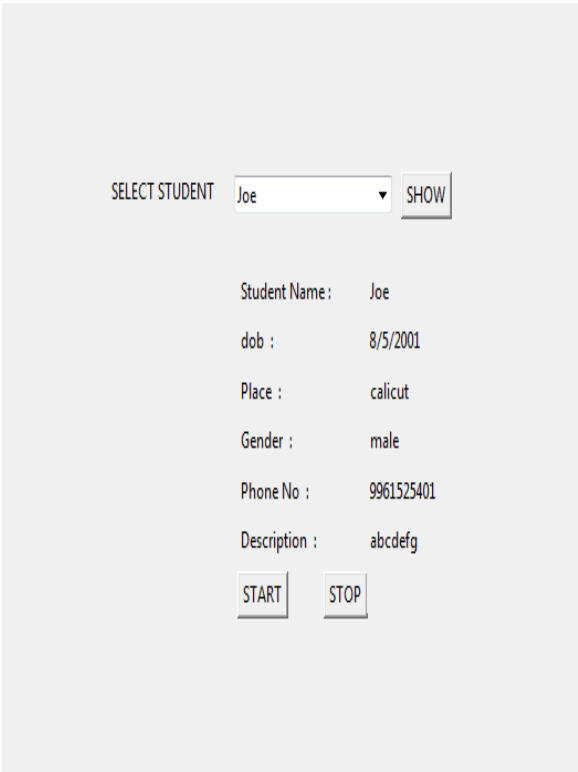 SELECT STUDENT Joe SHOW
Student Name : Joe
dob : 8/5/2001
Place : calicut
Gender : male
Phone No : 9961525401
Description : abcdefg
START STOP